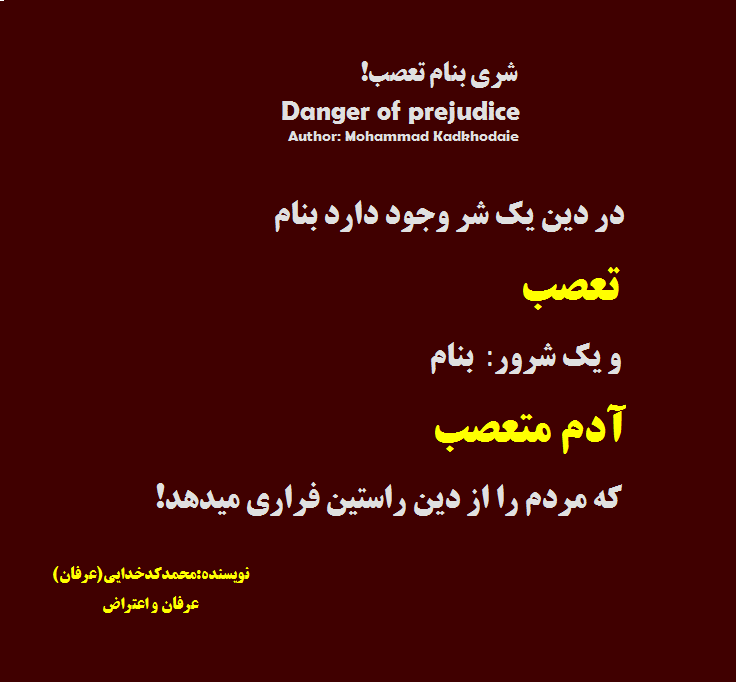 شری بنام تعصب!
Danger of prejudice
Author: Mohammad Kadkhodaie
در دین یک شر وجود دارد بنام
تعصب
و یک شرور: بنام
آدم متعصب
که مردم را از دین راستین فراری میدهد!
نویسنده:محمدکدخدایی(عرفان)
عرفان و اعتراض